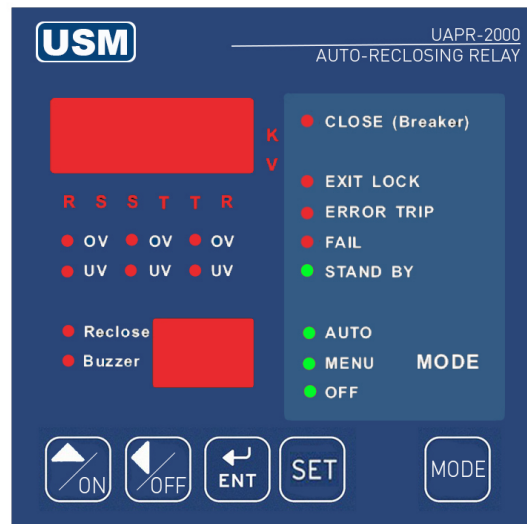 USM
UAPR-2000
AUTO-RECLOSING RELAY
K
V
R S S T T R
OV OV OV
UV UV UV
Reclose
Buzzer
CLOSE (Breaker)
EXIT LOCK
ERROR TRIP
FAIL
STAND BY
AUTO
MENU MODE
OFF
ON
OFF
ENT
SET
MODE